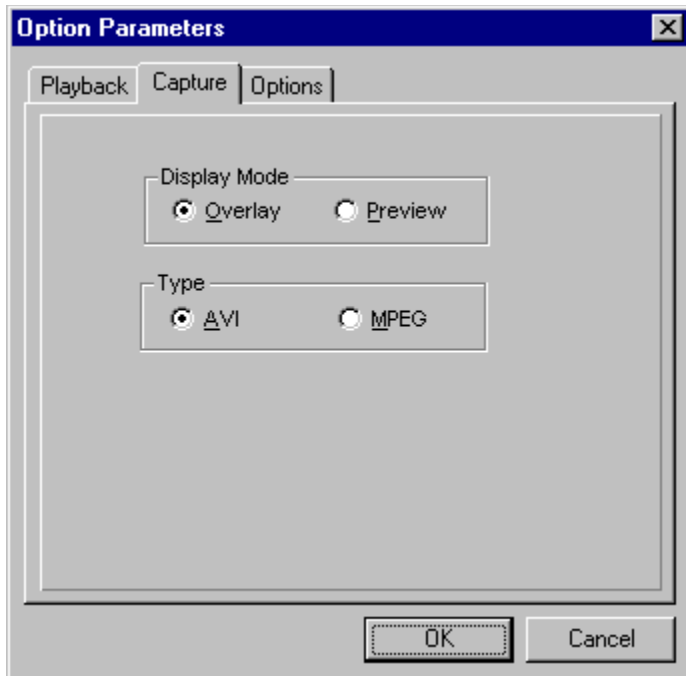 Option Parameters
Playback Capture Options
Display Mode
Overlay Preview
Type
AVI MPEG
OK Cancel